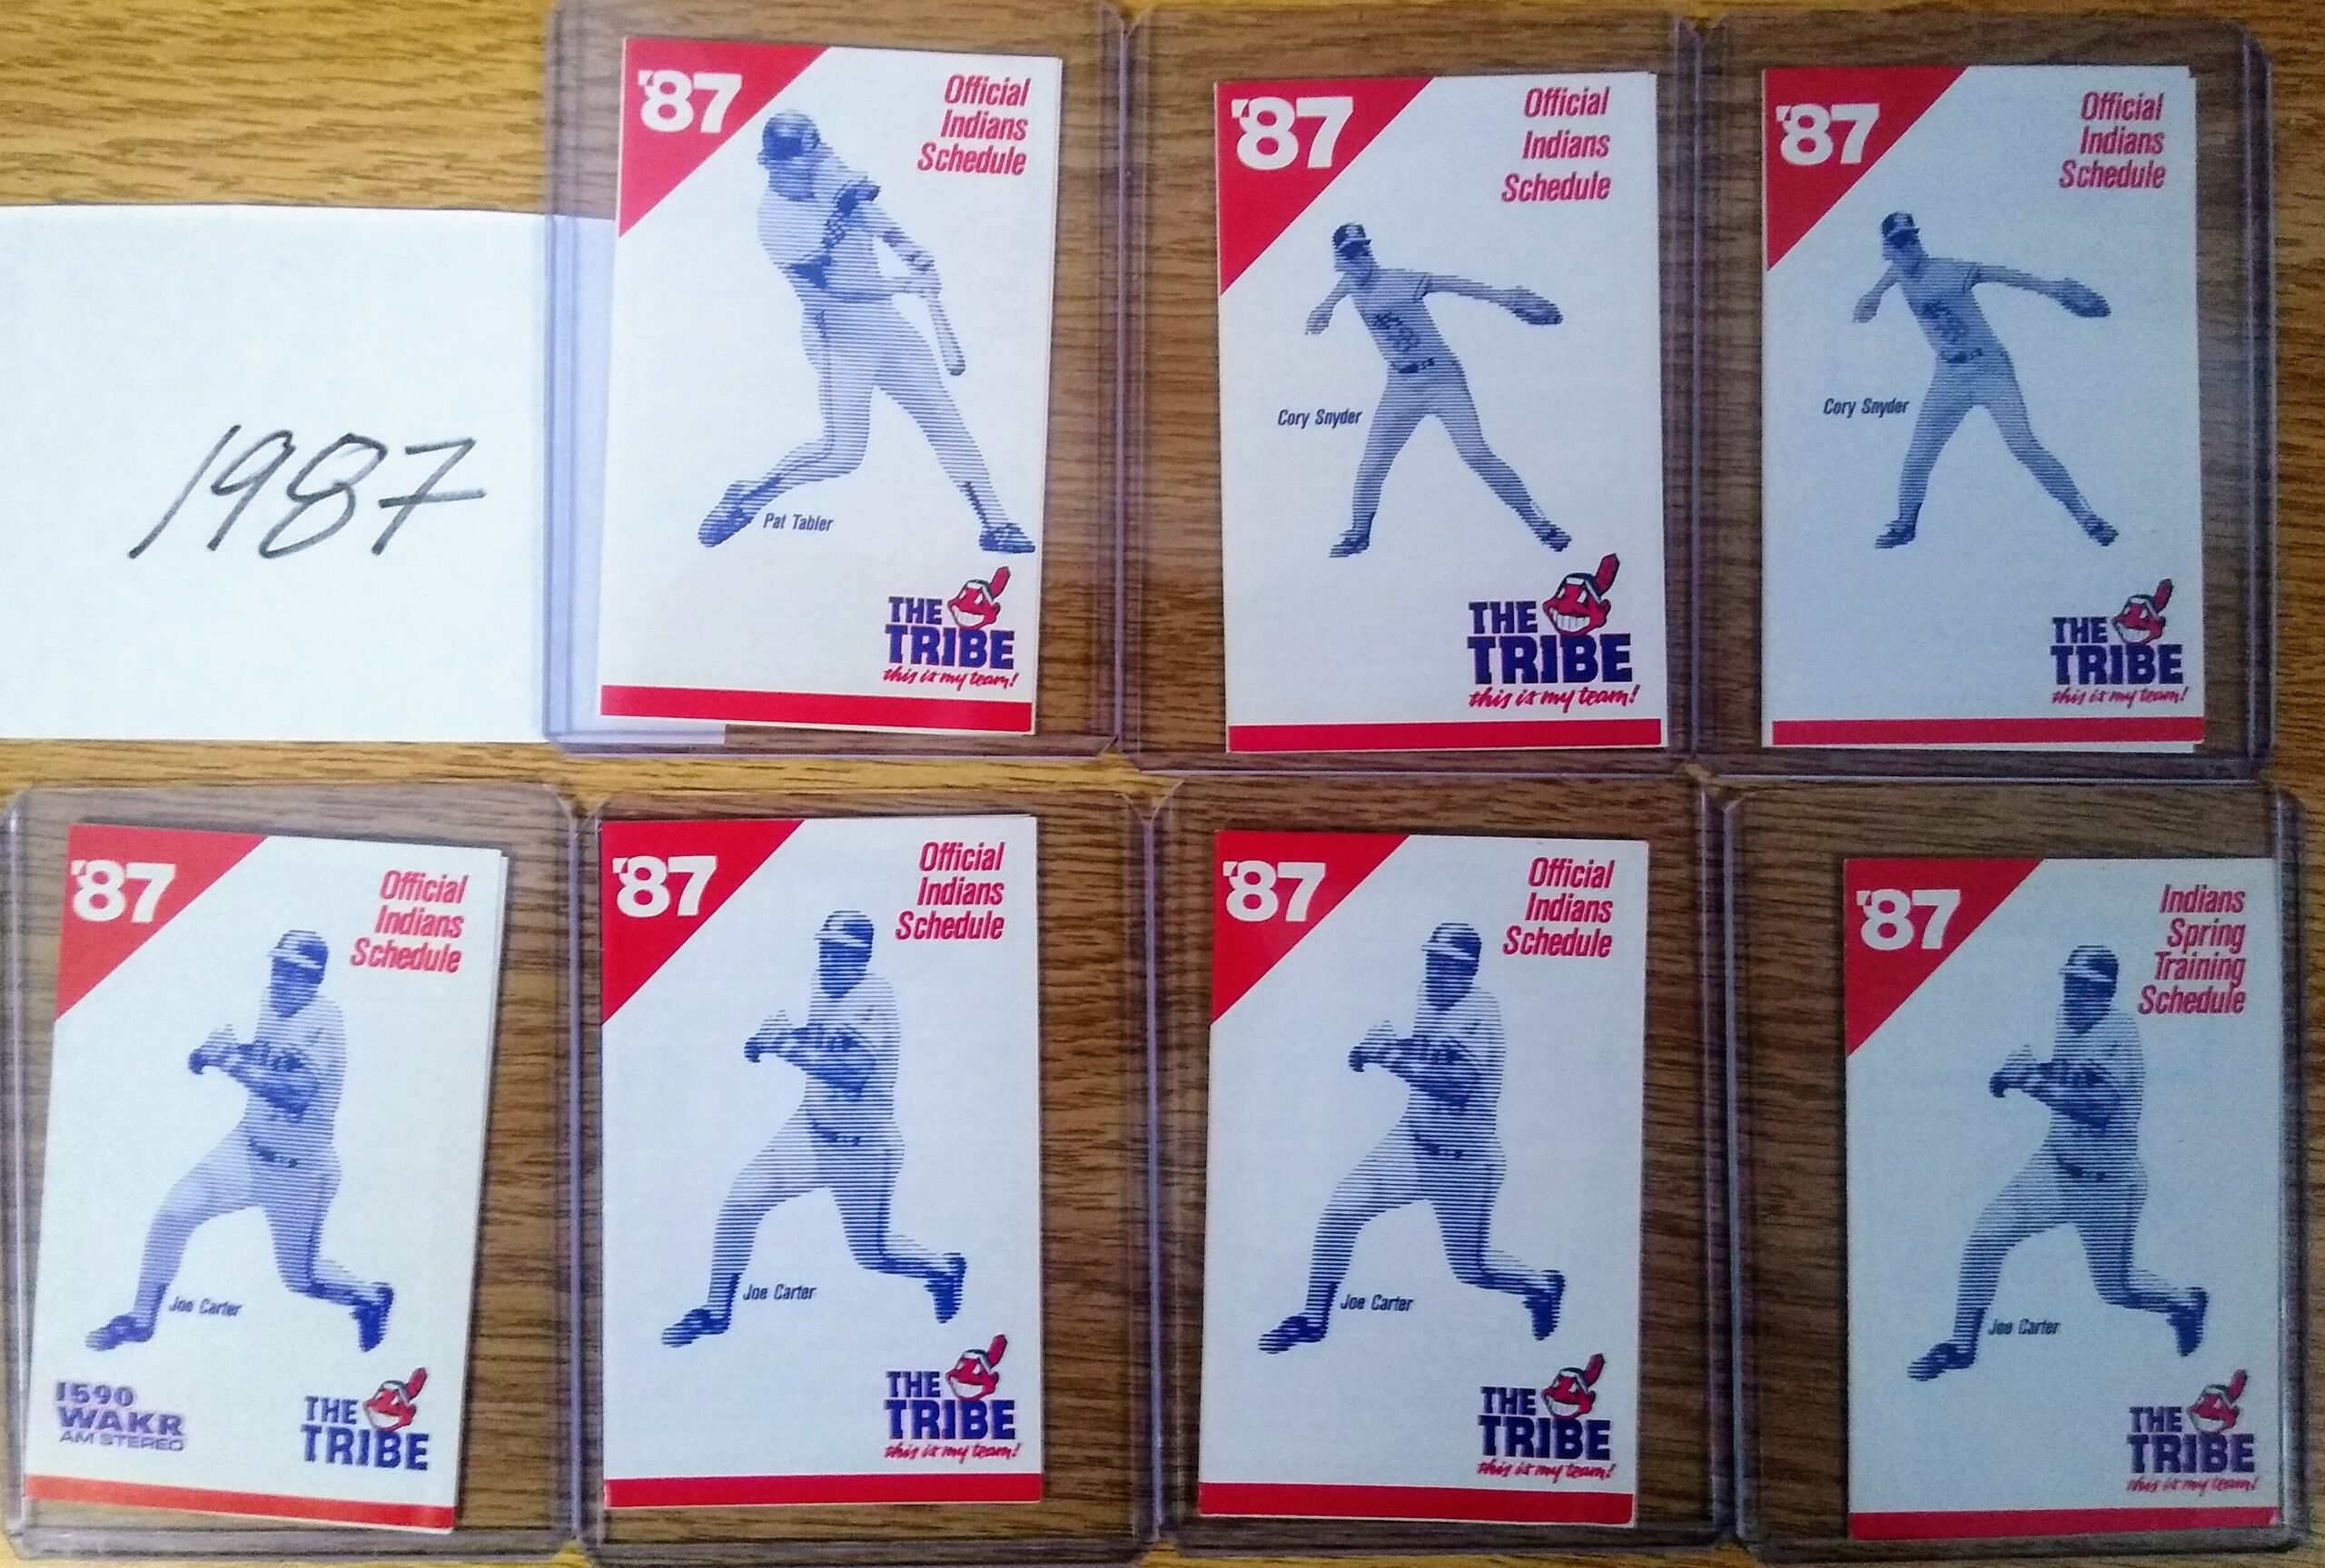 1987
'87
Official
Indians
Schedule
Pat Tabler
THE
TRIBE
this is my team!
'87
Official
Indians
Schedule
Cory Snyder
THE
TRIBE
this is my team!
'87
Official
Indians
Schedule
Cory Snyder
THE
TRIBE
this is my team!
'87
Official
Indians
Schedule
Joe Carter
1590
WAKR
AM STEREO
THE
TRIBE
'87
Official
Indians
Schedule
Joe Carter
THE
TRIBE
this is my team!
'87
Official
Indians
Schedule
Joe Carter
THE
TRIBE
this is my team!
'87
Indians
Spring
Training
Schedule
Joe Carter
THE
TRIBE
this is my team!